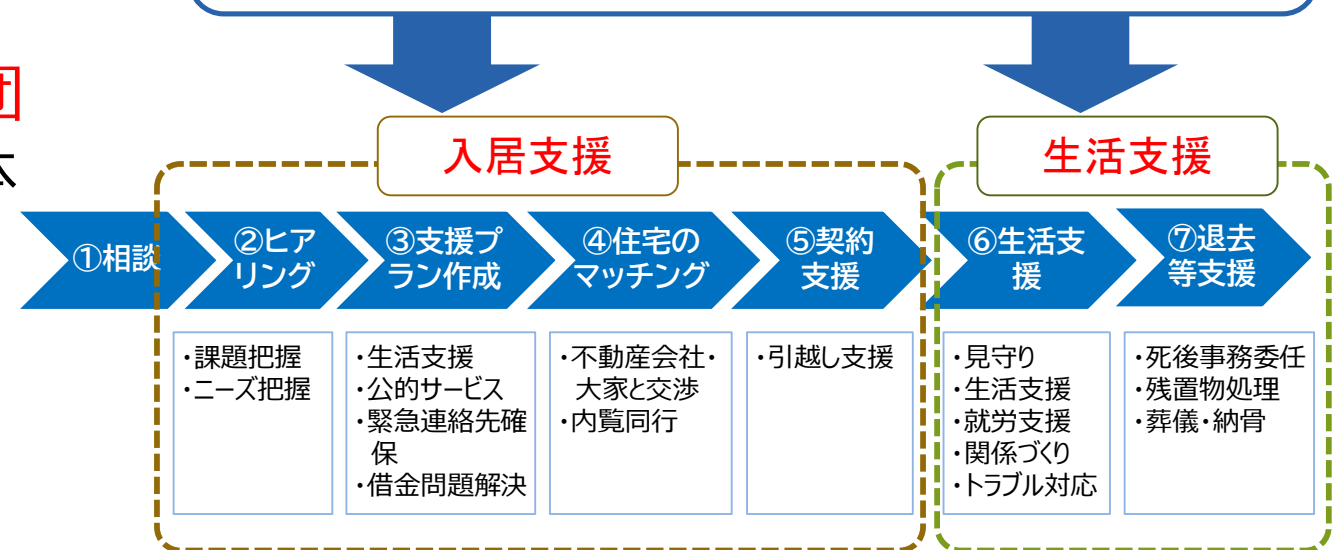 団
本
入居支援
生活支援
①相談
②ヒア
リング
③支援プ
ラン作成
④住宅の
マッチング
⑤契約
支援
⑥生活支
援
⑦退去
等支援
・課題把握
・ニーズ把握
・生活支援
・公的サービス
・緊急連絡先確
保
・借金問題解決
・不動産会社・
大家と交渉
・内覧同行
・引越し支援
・見守り
・生活支援
・就労支援
・関係づくり
・トラブル対応
・死後事務委任
・残置物処理
・葬儀・納骨